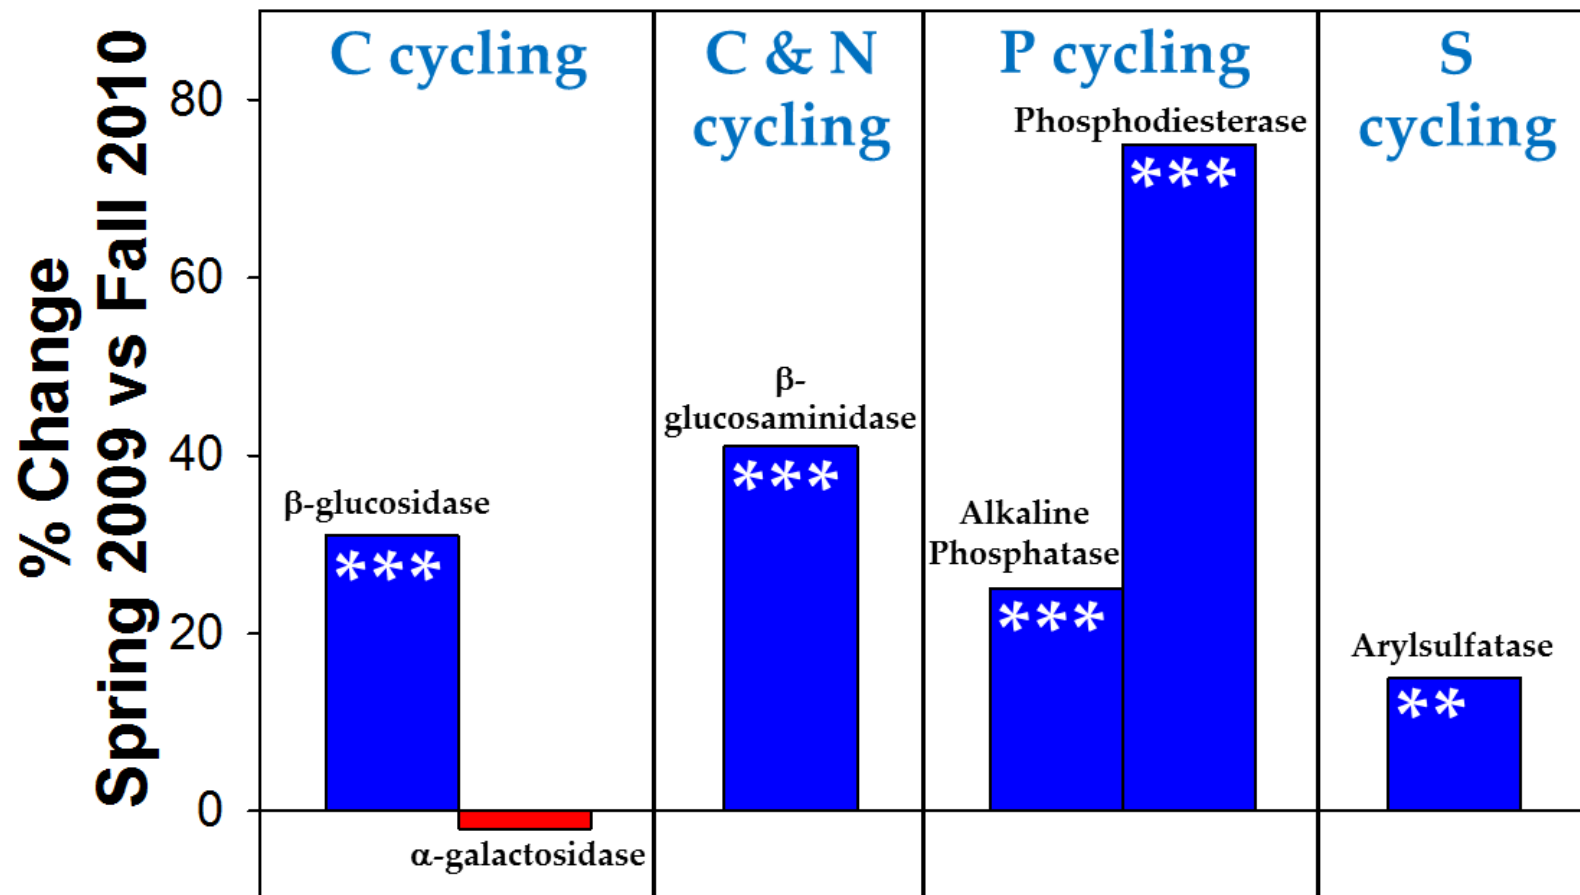 % Change
Spring 2009 vs Fall 2010
80
60
40
20
0
C cycling
β-glucosidase
***
α-galactosidase
C & N
cycling
β-
glucosaminidase
***
P cycling
Phosphodiesterase
***
Alkaline
Phosphatase
***
S
cycling
Arylsulfatase
**